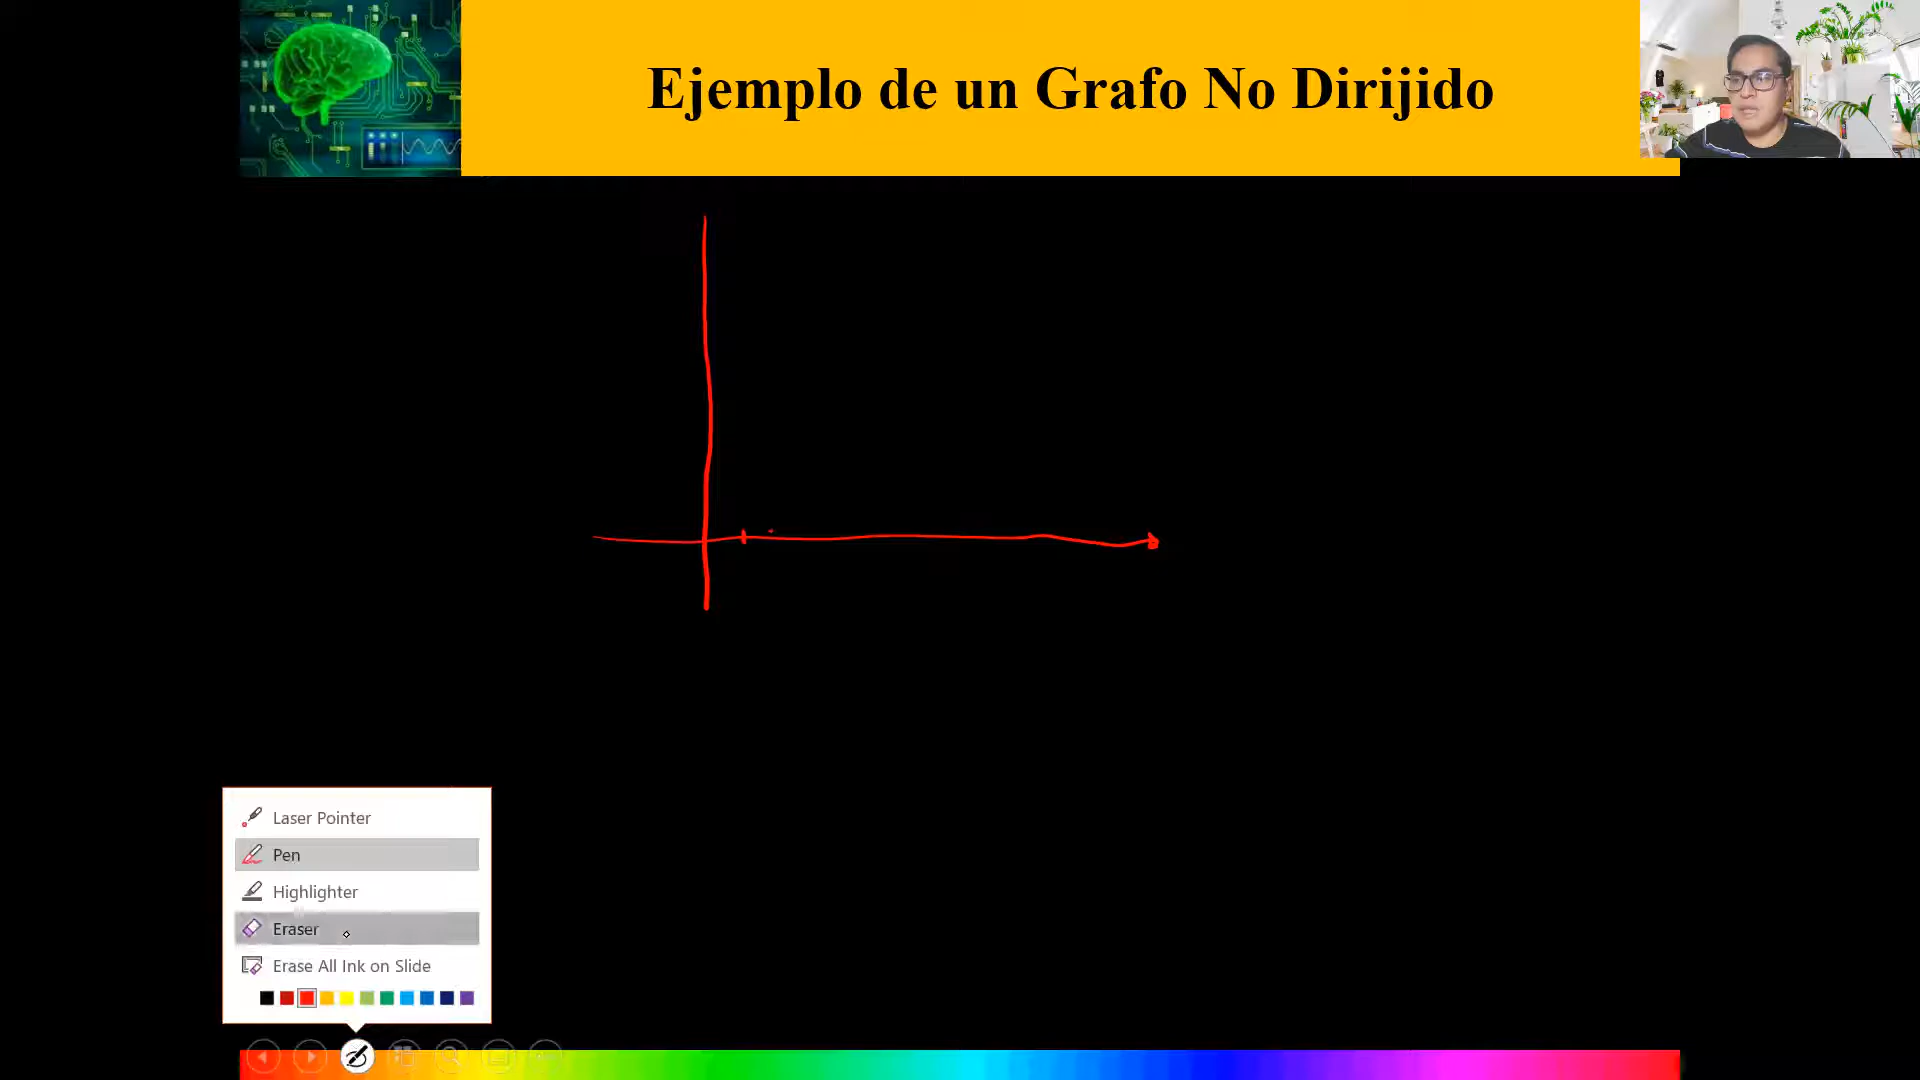 Ejemplo de un Grafo No Dirijido
Laser Pointer
Pen
Highlighter
Eraser
Erase All Ink on Slide